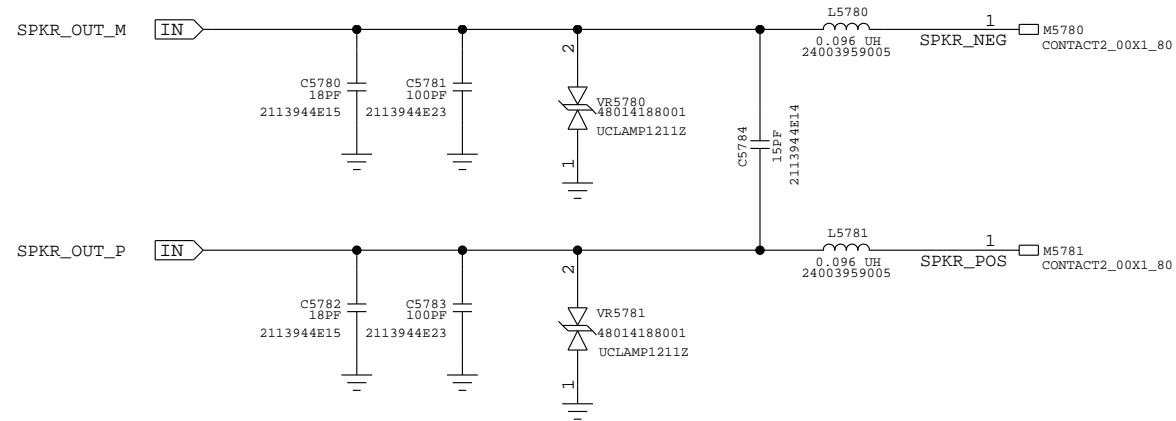 L5780
SPKR_OUT_M
IN
1
M5780
0.096 UH
SPKR_NEG
CONTACT2_00X1_80
24003959005
2
C5780
C5781
18PF
100PF
VR5780
2113944E15
2113944E23
48014188001
UCLAMP1211Z
C5784
15PF
2113944E14
1
L5781
SPKR_OUT_P
IN
1
M5781
0.096 UH
SPKR_POS
CONTACT2_00X1_80
24003959005
2
C5782
C5783
18PF
100PF
VR5781
2113944E15
2113944E23
48014188001
UCLAMP1211Z
1